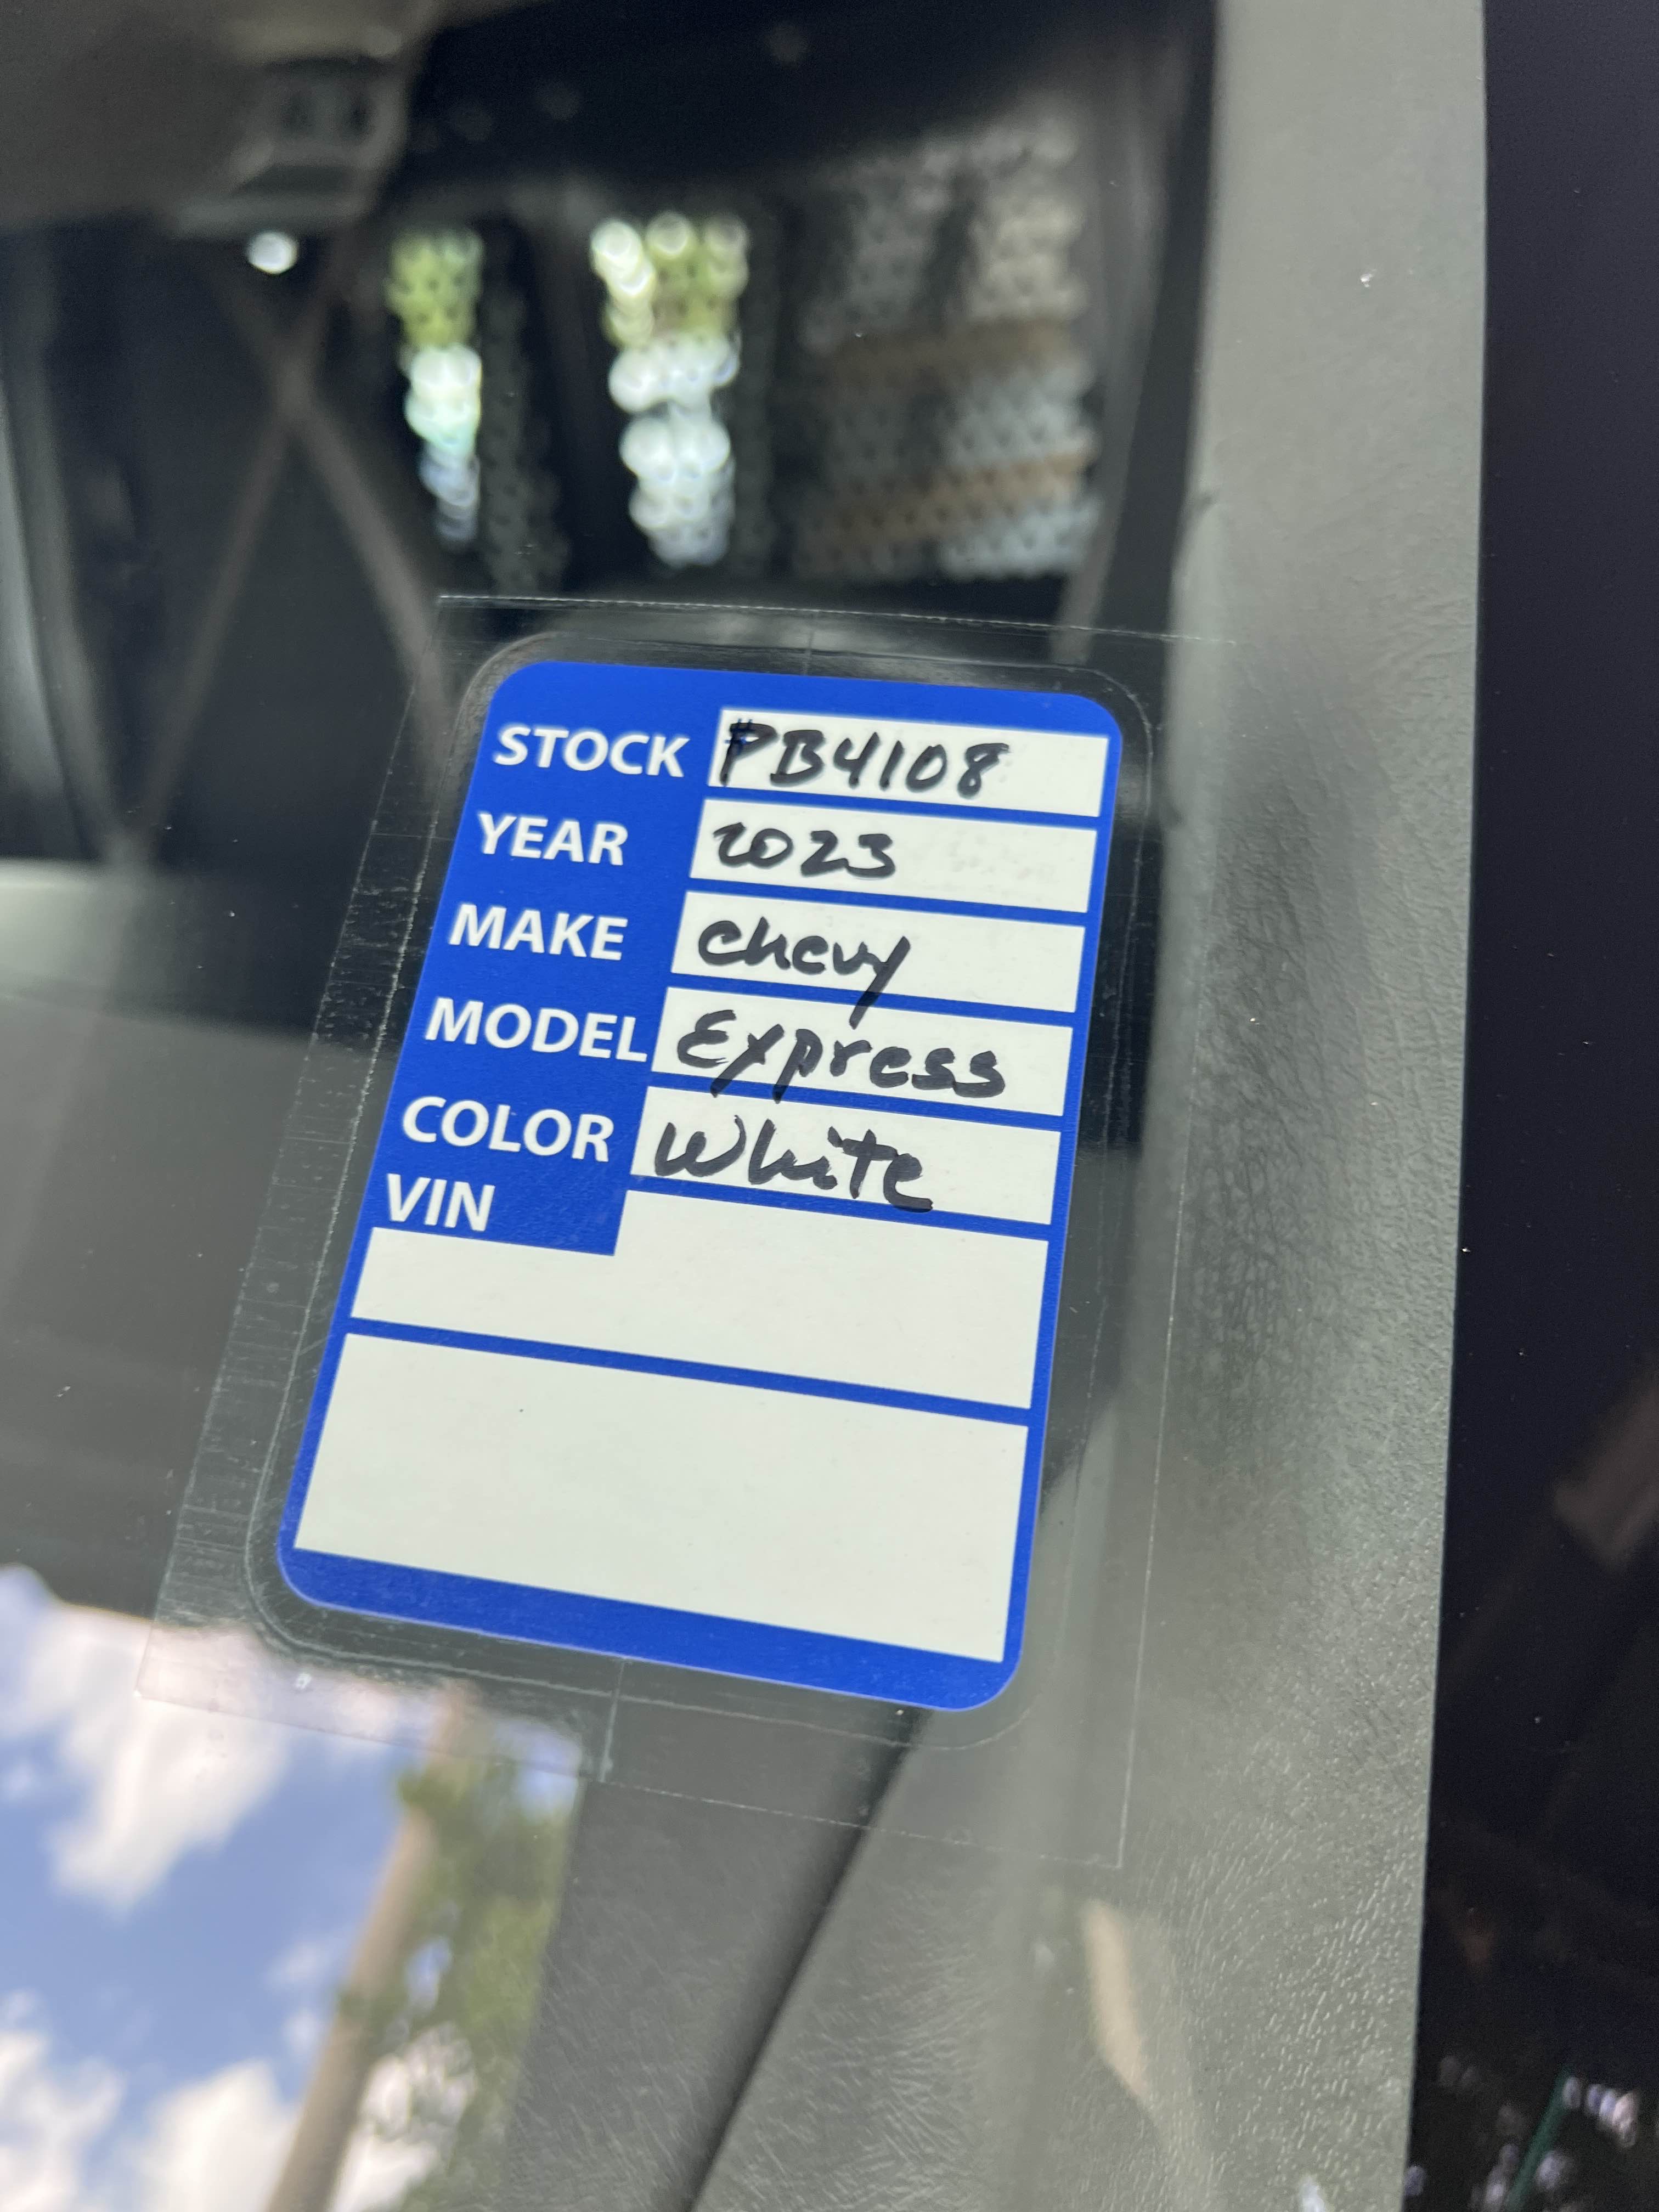 STOCK #PB4108
YEAR 2023
MAKE Chevy
MODEL Express
COLOR White
VIN